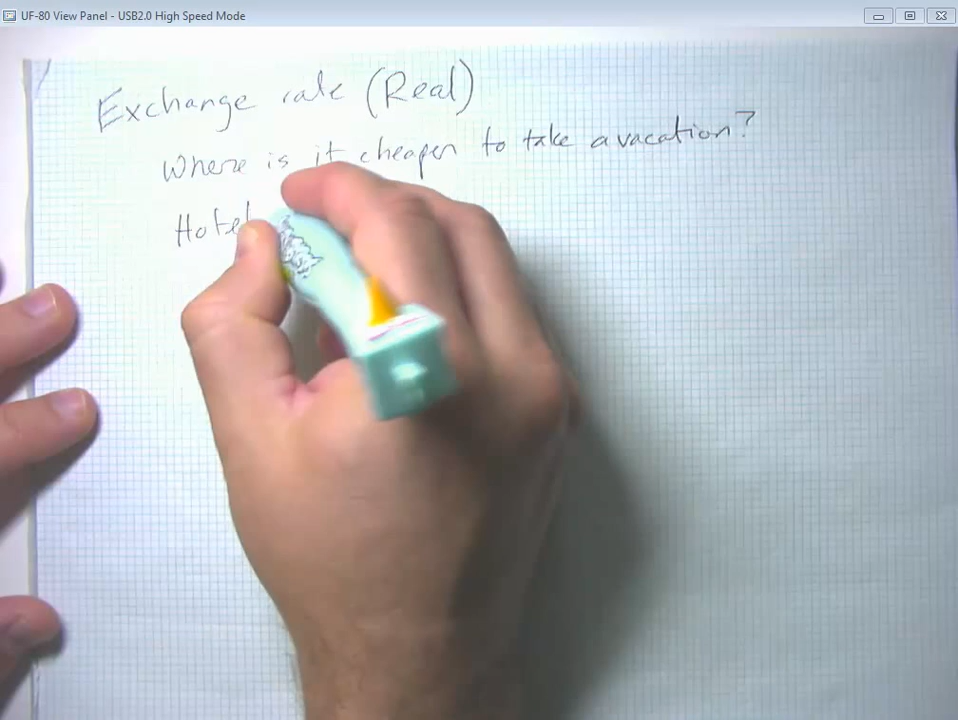 UF-80 View Panel - USB2.0 High Speed Mode
Exchange rate (Real)
Where is it cheaper to take a vacation?
Hotel